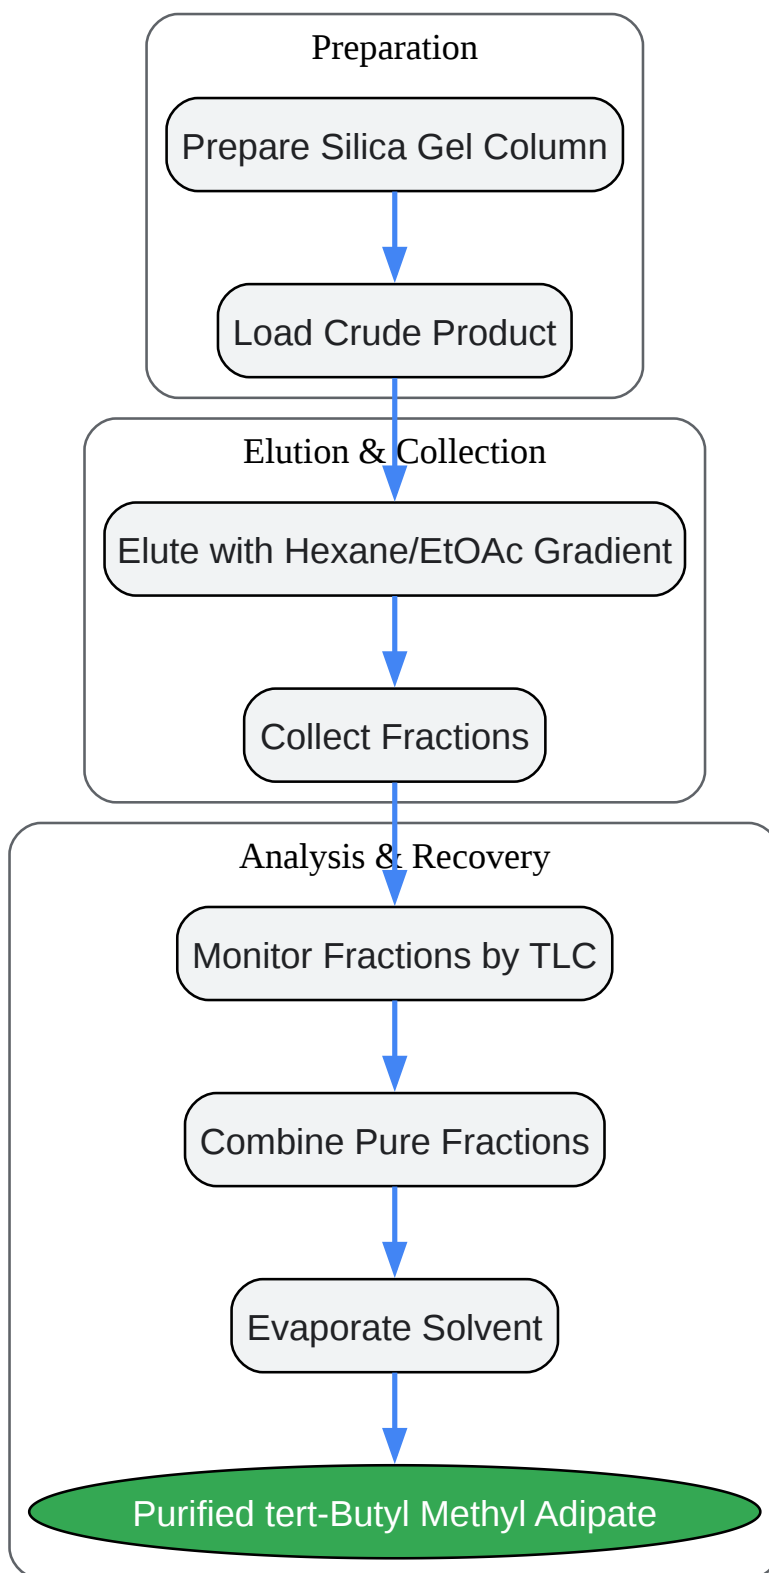 Preparation
Prepare Silica Gel Column
Load Crude Product
Elution & Collection
Elute with Hexane/EtOAc Gradient
Collect Fractions
Analysis & Recovery
Monitor Fractions by TLC
Combine Pure Fractions
Evaporate Solvent
Purified tert-Butyl Methyl Adipate